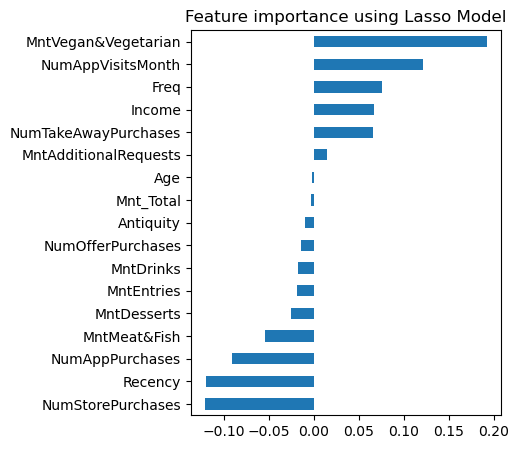 Feature importance using Lasso Model
MntVegan&Vegetarian
NumAppVisitsMonth
Freq
Income
NumTakeAwayPurchases
MntAdditionalRequests
Age
Mnt_Total
Antiquity
NumOfferPurchases
MntDrinks
MntEntries
MntDesserts
MntMeat&Fish
NumAppPurchases
Recency
NumStorePurchases
−0.10 −0.05 0.00 0.05 0.10 0.15 0.20